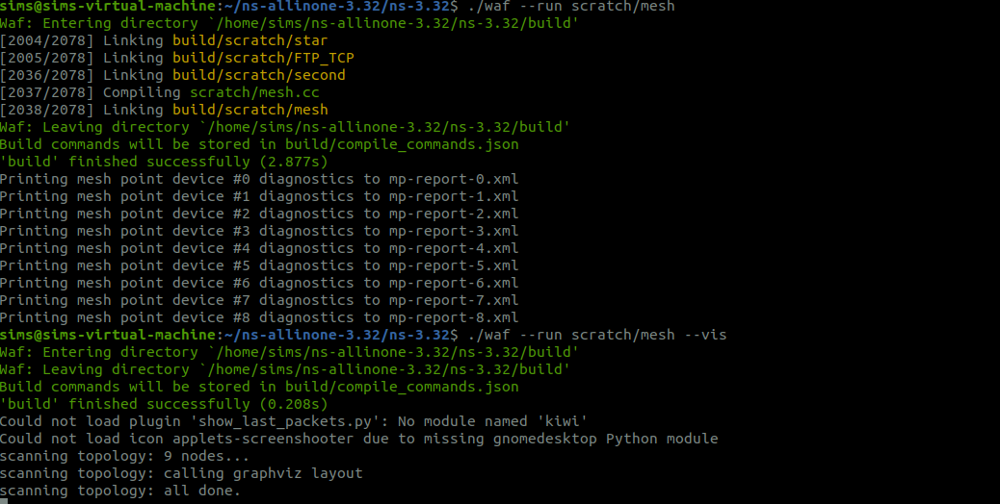 sims@sims-virtual-machine:~/ns-allinone-3.32/ns-3.32$ ./waf --run scratch/mesh
Waf: Entering directory `/home/sims/ns-allinone-3.32/ns-3.32/build'
[2004/2078] Linking build/scratch/star
[2005/2078] Linking build/scratch/FTP_TCP
[2036/2078] Linking build/scratch/second
[2037/2078] Compiling scratch/mesh.cc
[2038/2078] Linking build/scratch/mesh
Waf: Leaving directory `/home/sims/ns-allinone-3.32/ns-3.32/build'
Build commands will be stored in build/compile_commands.json
'build' finished successfully (2.877s)
Printing mesh point device #0 diagnostics to mp-report-0.xml
Printing mesh point device #1 diagnostics to mp-report-1.xml
Printing mesh point device #2 diagnostics to mp-report-2.xml
Printing mesh point device #3 diagnostics to mp-report-3.xml
Printing mesh point device #4 diagnostics to mp-report-4.xml
Printing mesh point device #5 diagnostics to mp-report-5.xml
Printing mesh point device #6 diagnostics to mp-report-6.xml
Printing mesh point device #7 diagnostics to mp-report-7.xml
Printing mesh point device #8 diagnostics to mp-report-8.xml
sims@sims-virtual-machine:~/ns-allinone-3.32/ns-3.32$ ./waf --run scratch/mesh --vis
Waf: Entering directory `/home/sims/ns-allinone-3.32/ns-3.32/build'
Waf: Leaving directory `/home/sims/ns-allinone-3.32/ns-3.32/build'
Build commands will be stored in build/compile_commands.json
'build' finished successfully (0.208s)
Could not load plugin 'show_last_packets.py': No module named 'kiwi'
Could not load icon applets-screenshooter due to missing gnomedesktop Python module
scanning topology: 9 nodes...
scanning topology: calling graphviz layout
scanning topology: all done.